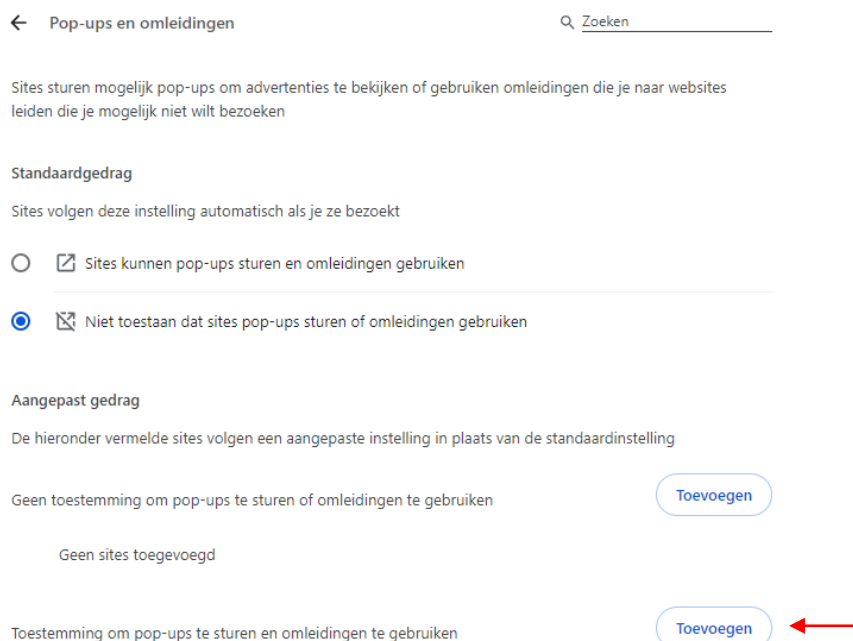 Pop-ups en omleidingen
Zoeken
Sites sturen mogelijk pop-ups om advertenties te bekijken of gebruiken omleidingen die je naar websites
leiden die je mogelijk niet wilt bezoeken
Standaardgedrag
Sites volgen deze instelling automatisch als je ze bezoekt
Sites kunnen pop-ups sturen en omleidingen gebruiken
Niet toestaan dat sites pop-ups sturen of omleidingen gebruiken
Aangepast gedrag
De hieronder vermelde sites volgen een aangepaste instelling in plaats van de standaardinstelling
Geen toestemming om pop-ups te sturen of omleidingen te gebruiken
Toevoegen
Geen sites toegevoegd
Toestemming om pop-ups te sturen en omleidingen te gebruiken
Toevoegen